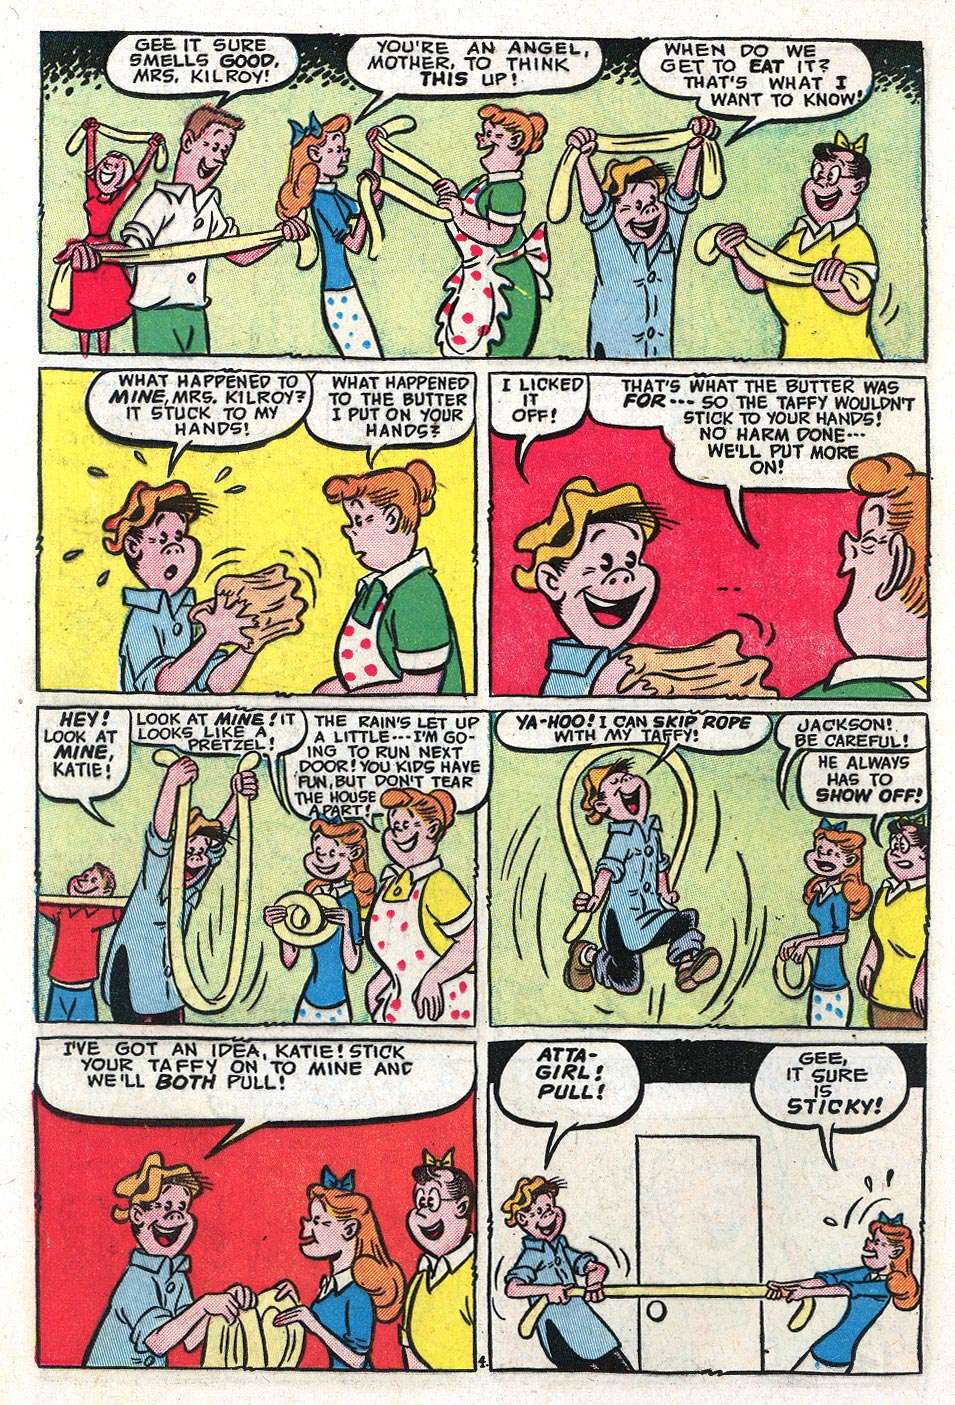 GEE IT SURE
SMELLS GOOD,
MRS. KILROY!
YOU'RE AN ANGEL,
MOTHER, TO THINK
THIS UP!
WHEN DO WE
GET TO EAT IT?
THAT'S WHAT I
WANT TO KNOW!
WHAT HAPPENED TO
MINE, MRS. KILROY?
IT STUCK TO MY
HANDS!
WHAT HAPPENED
TO THE BUTTER
I PUT ON YOUR
HANDS?
I LICKED
IT
OFF!
THAT'S WHAT THE BUTTER WAS
FOR--- SO THE TAFFY WOULDN'T
STICK TO YOUR HANDS!
NO HARM DONE---
WE'LL PUT MORE
ON!
HEY!
LOOK AT
MINE,
KATIE!
LOOK AT MINE! IT
LOOKS LIKE A
PRETZEL!
THE RAIN'S LET UP
A LITTLE---I'M GO-
ING TO RUN NEXT
DOOR! YOU KIDS HAVE
FUN, BUT DON'T TEAR
THE HOUSE
APART!
YA-HOO! I CAN SKIP ROPE
WITH MY TAFFY!
JACKSON!
BE CAREFUL!
HE ALWAYS
HAS TO
SHOW OFF!
I'VE GOT AN IDEA, KATIE! STICK
YOUR TAFFY ON TO MINE AND
WE'LL BOTH PULL!
ATTA-
GIRL!
PULL!
GEE,
IT SURE
IS
STICKY!
4.